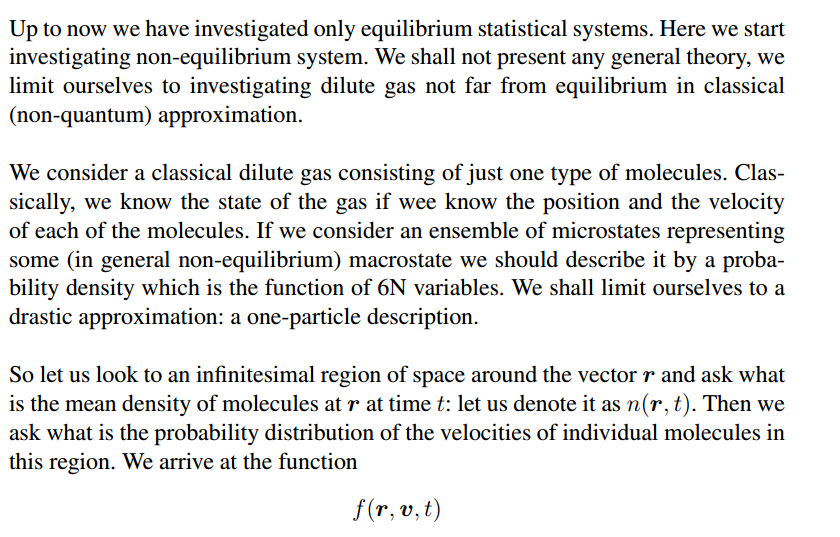 Up to now we have investigated only equilibrium statistical systems. Here we start
investigating non-equilibrium system. We shall not present any general theory, we
limit ourselves to investigating dilute gas not far from equilibrium in classical
(non-quantum) approximation.
We consider a classical dilute gas consisting of just one type of molecules. Clas-
sically, we know the state of the gas if wee know the position and the velocity
of each of the molecules. If we consider an ensemble of microstates representing
some (in general non-equilibrium) macrostate we should describe it by a proba-
bility density which is the function of 6N variables. We shall limit ourselves to a
drastic approximation: a one-particle description.
So let us look to an infinitesimal region of space around the vector r and ask what
is the mean density of molecules at r at time t: let us denote it as n(r, t). Then we
ask what is the probability distribution of the velocities of individual molecules in
this region. We arrive at the function
f(r, v, t)